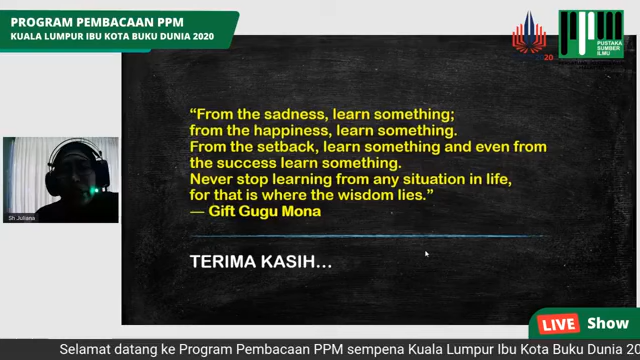 PROGRAM PEMBACAAN PPM
KUALA LUMPUR IBU KOTA BUKU DUNIA 2020
20
PUSTAKA
SUMBER
ILMU
“From the sadness, learn something;
from the happiness, learn something.
From the setback, learn something and even from
the success learn something.
Never stop learning from any situation in life,
for that is where the wisdom lies.”
— Gift Gugu Mona
TERIMA KASIH...
Sh Juliana
LIVE Show
Selamat datang ke Program Pembacaan PPM sempena Kuala Lumpur Ibu Kota Buku Dunia 20